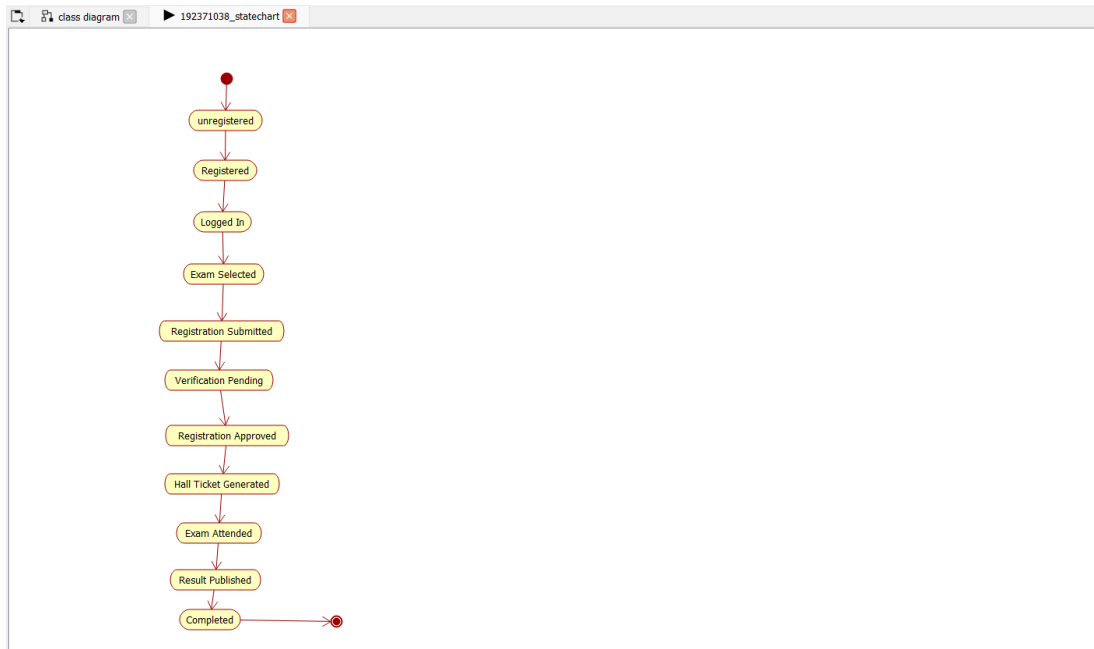 class diagram
192371038_statechart
unregistered
Registered
Logged In
Exam Selected
Registration Submitted
Verification Pending
Registration Approved
Hall Ticket Generated
Exam Attended
Result Published
Completed